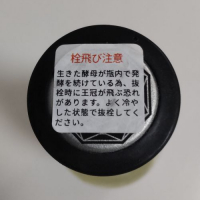 栓飛び注意
生きた酵母が瓶内で発
酵を続けている為、抜
栓時に王冠が飛ぶ恐れ
があります。よく冷や
した状態で抜栓してく
ださい。